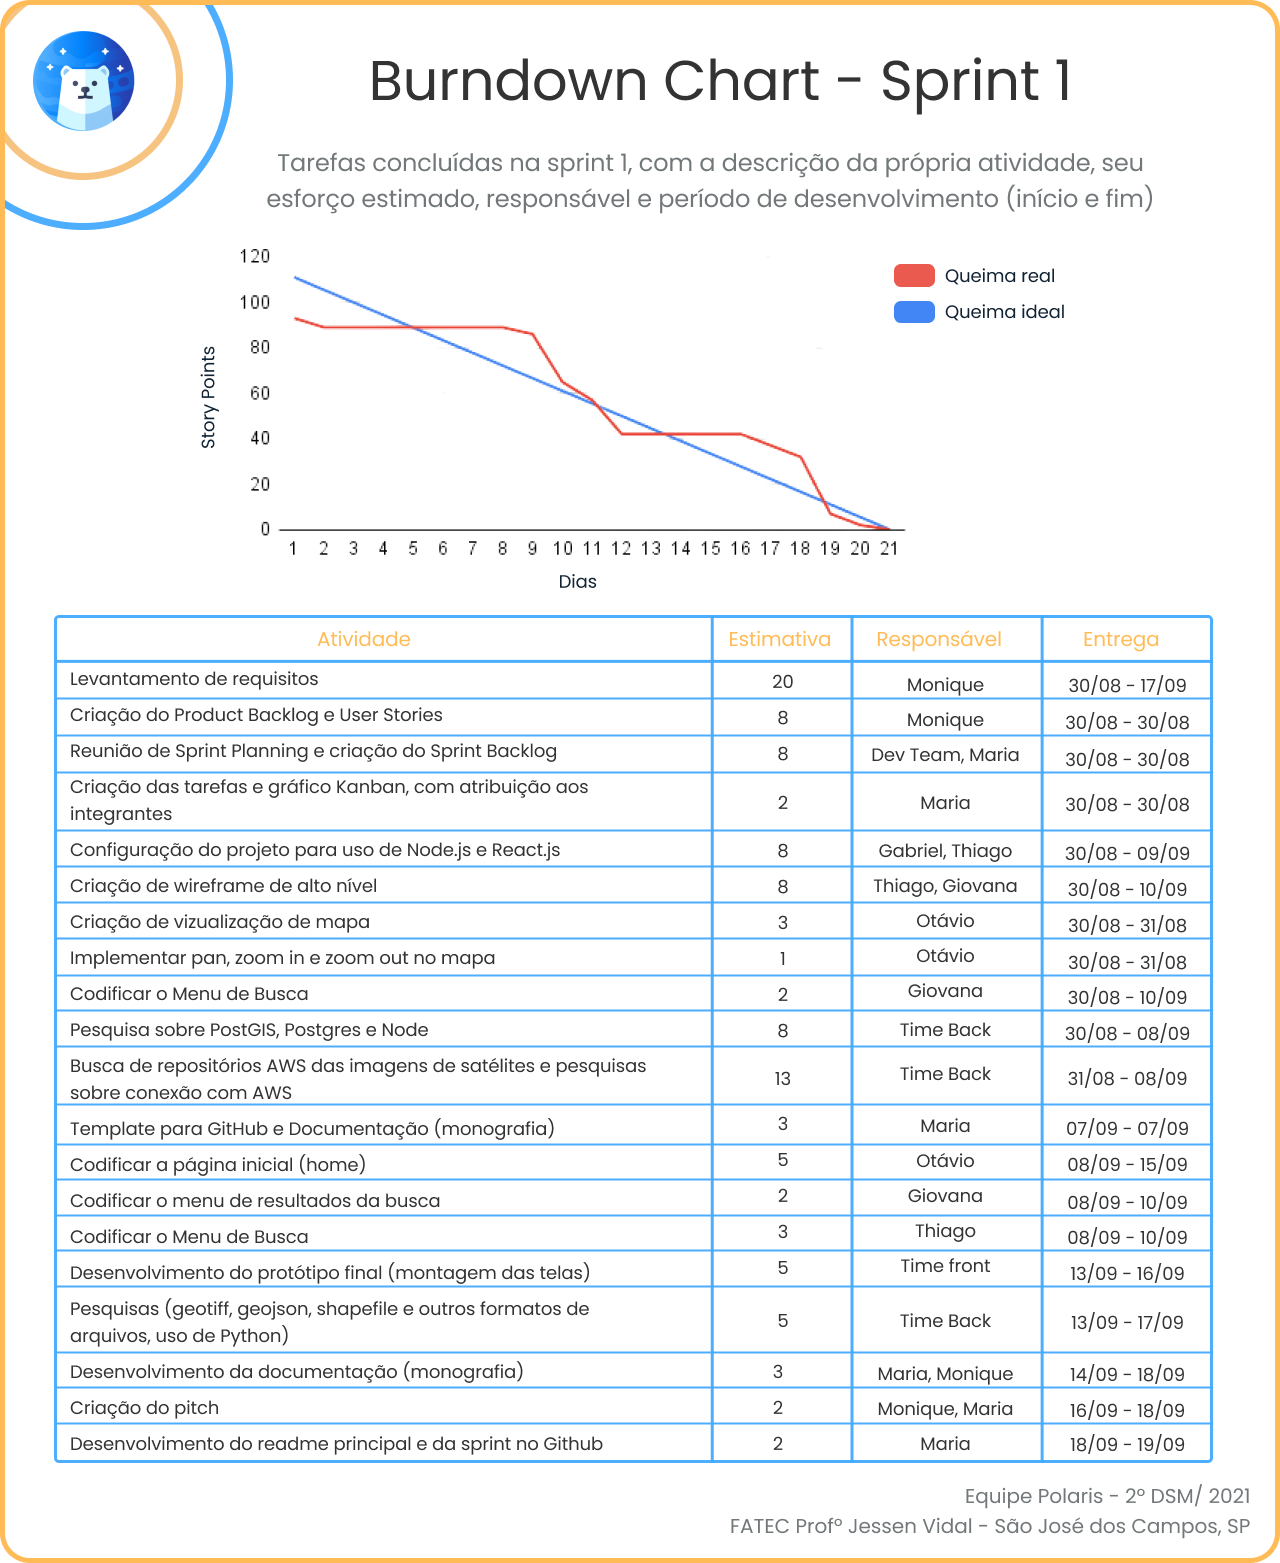 Burndown Chart - Sprint 1
Tarefas concluídas na sprint 1, com a descrição da própria atividade, seu
esforço estimado, responsável e período de desenvolvimento (início e fim)
120
100
80
60
40
20
0
Story Points
Queima real
Queima ideal
1 2 3 4 5 6 7 8 9 10 11 12 13 14 15 16 17 18 19 20 21
Dias
Atividade Estimativa Responsável Entrega
Levantamento de requisitos 20 Monique 30/08 - 17/09
Criação do Product Backlog e User Stories 8 Monique 30/08 - 30/08
Reunião de Sprint Planning e criação do Sprint Backlog 8 Dev Team, Maria 30/08 - 30/08
Criação das tarefas e gráfico Kanban, com atribuição aos
integrantes 2 Maria 30/08 - 30/08
Configuração do projeto para uso de Node.js e React.js 8 Gabriel, Thiago 30/08 - 09/09
Criação de wireframe de alto nível 8 Thiago, Giovana 30/08 - 10/09
Criação de vizualização de mapa 3 Otávio 30/08 - 31/08
Implementar pan, zoom in e zoom out no mapa 1 Otávio 30/08 - 31/08
Codificar o Menu de Busca 2 Giovana 30/08 - 10/09
Pesquisa sobre PostGIS, Postgres e Node 8 Time Back 30/08 - 08/09
Busca de repositórios AWS das imagens de satélites e pesquisas
sobre conexão com AWS 13 Time Back 31/08 - 08/09
Template para GitHub e Documentação (monografia) 3 Maria 07/09 - 07/09
Codificar a página inicial (home) 5 Otávio 08/09 - 15/09
Codificar o menu de resultados da busca 2 Giovana 08/09 - 10/09
Codificar o Menu de Busca 3 Thiago 08/09 - 10/09
Desenvolvimento do protótipo final (montagem das telas) 5 Time front 13/09 - 16/09
Pesquisas (geotiff, geojson, shapefile e outros formatos de
arquivos, uso de Python) 5 Time Back 13/09 - 17/09
Desenvolvimento da documentação (monografia) 3 Maria, Monique 14/09 - 18/09
Criação do pitch 2 Monique, Maria 16/09 - 18/09
Desenvolvimento do readme principal e da sprint no Github 2 Maria 18/09 - 19/09
Equipe Polaris - 2º DSM/ 2021
FATEC Profº Jessen Vidal - São José dos Campos, SP